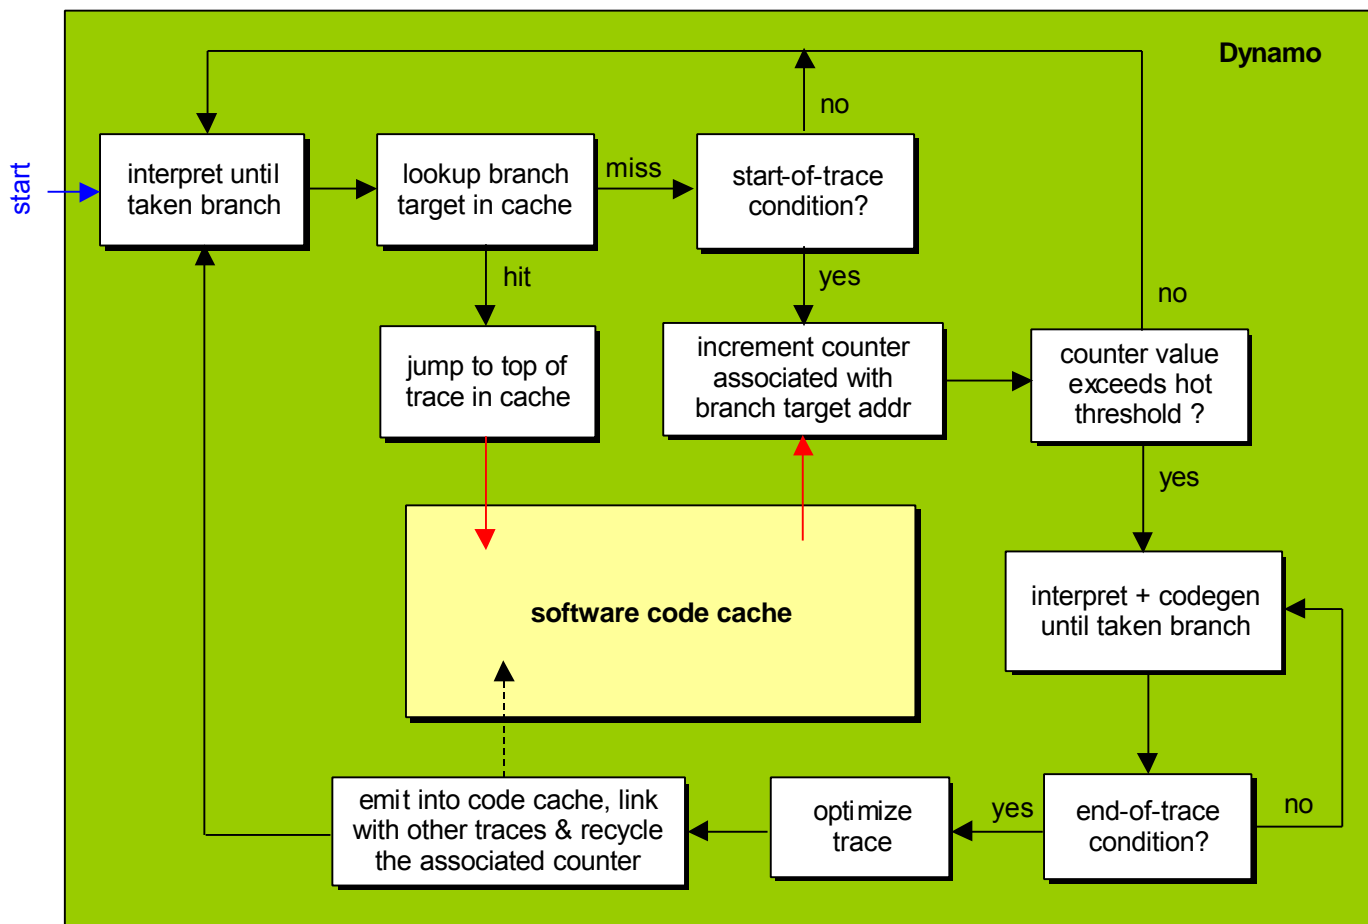 Dynamo
no
start
interpret until
taken branch
lookup branch
target in cache
miss
start-of-trace
condition?
hit
yes
no
jump to top of
trace in cache
increment counter
associated with
branch target addr
counter value
exceeds hot
threshold ?
yes
software code cache
interpret + codegen
until taken branch
emit into code cache, link
with other traces & recycle
the associated counter
optimize
trace
yes
end-of-trace
condition?
no